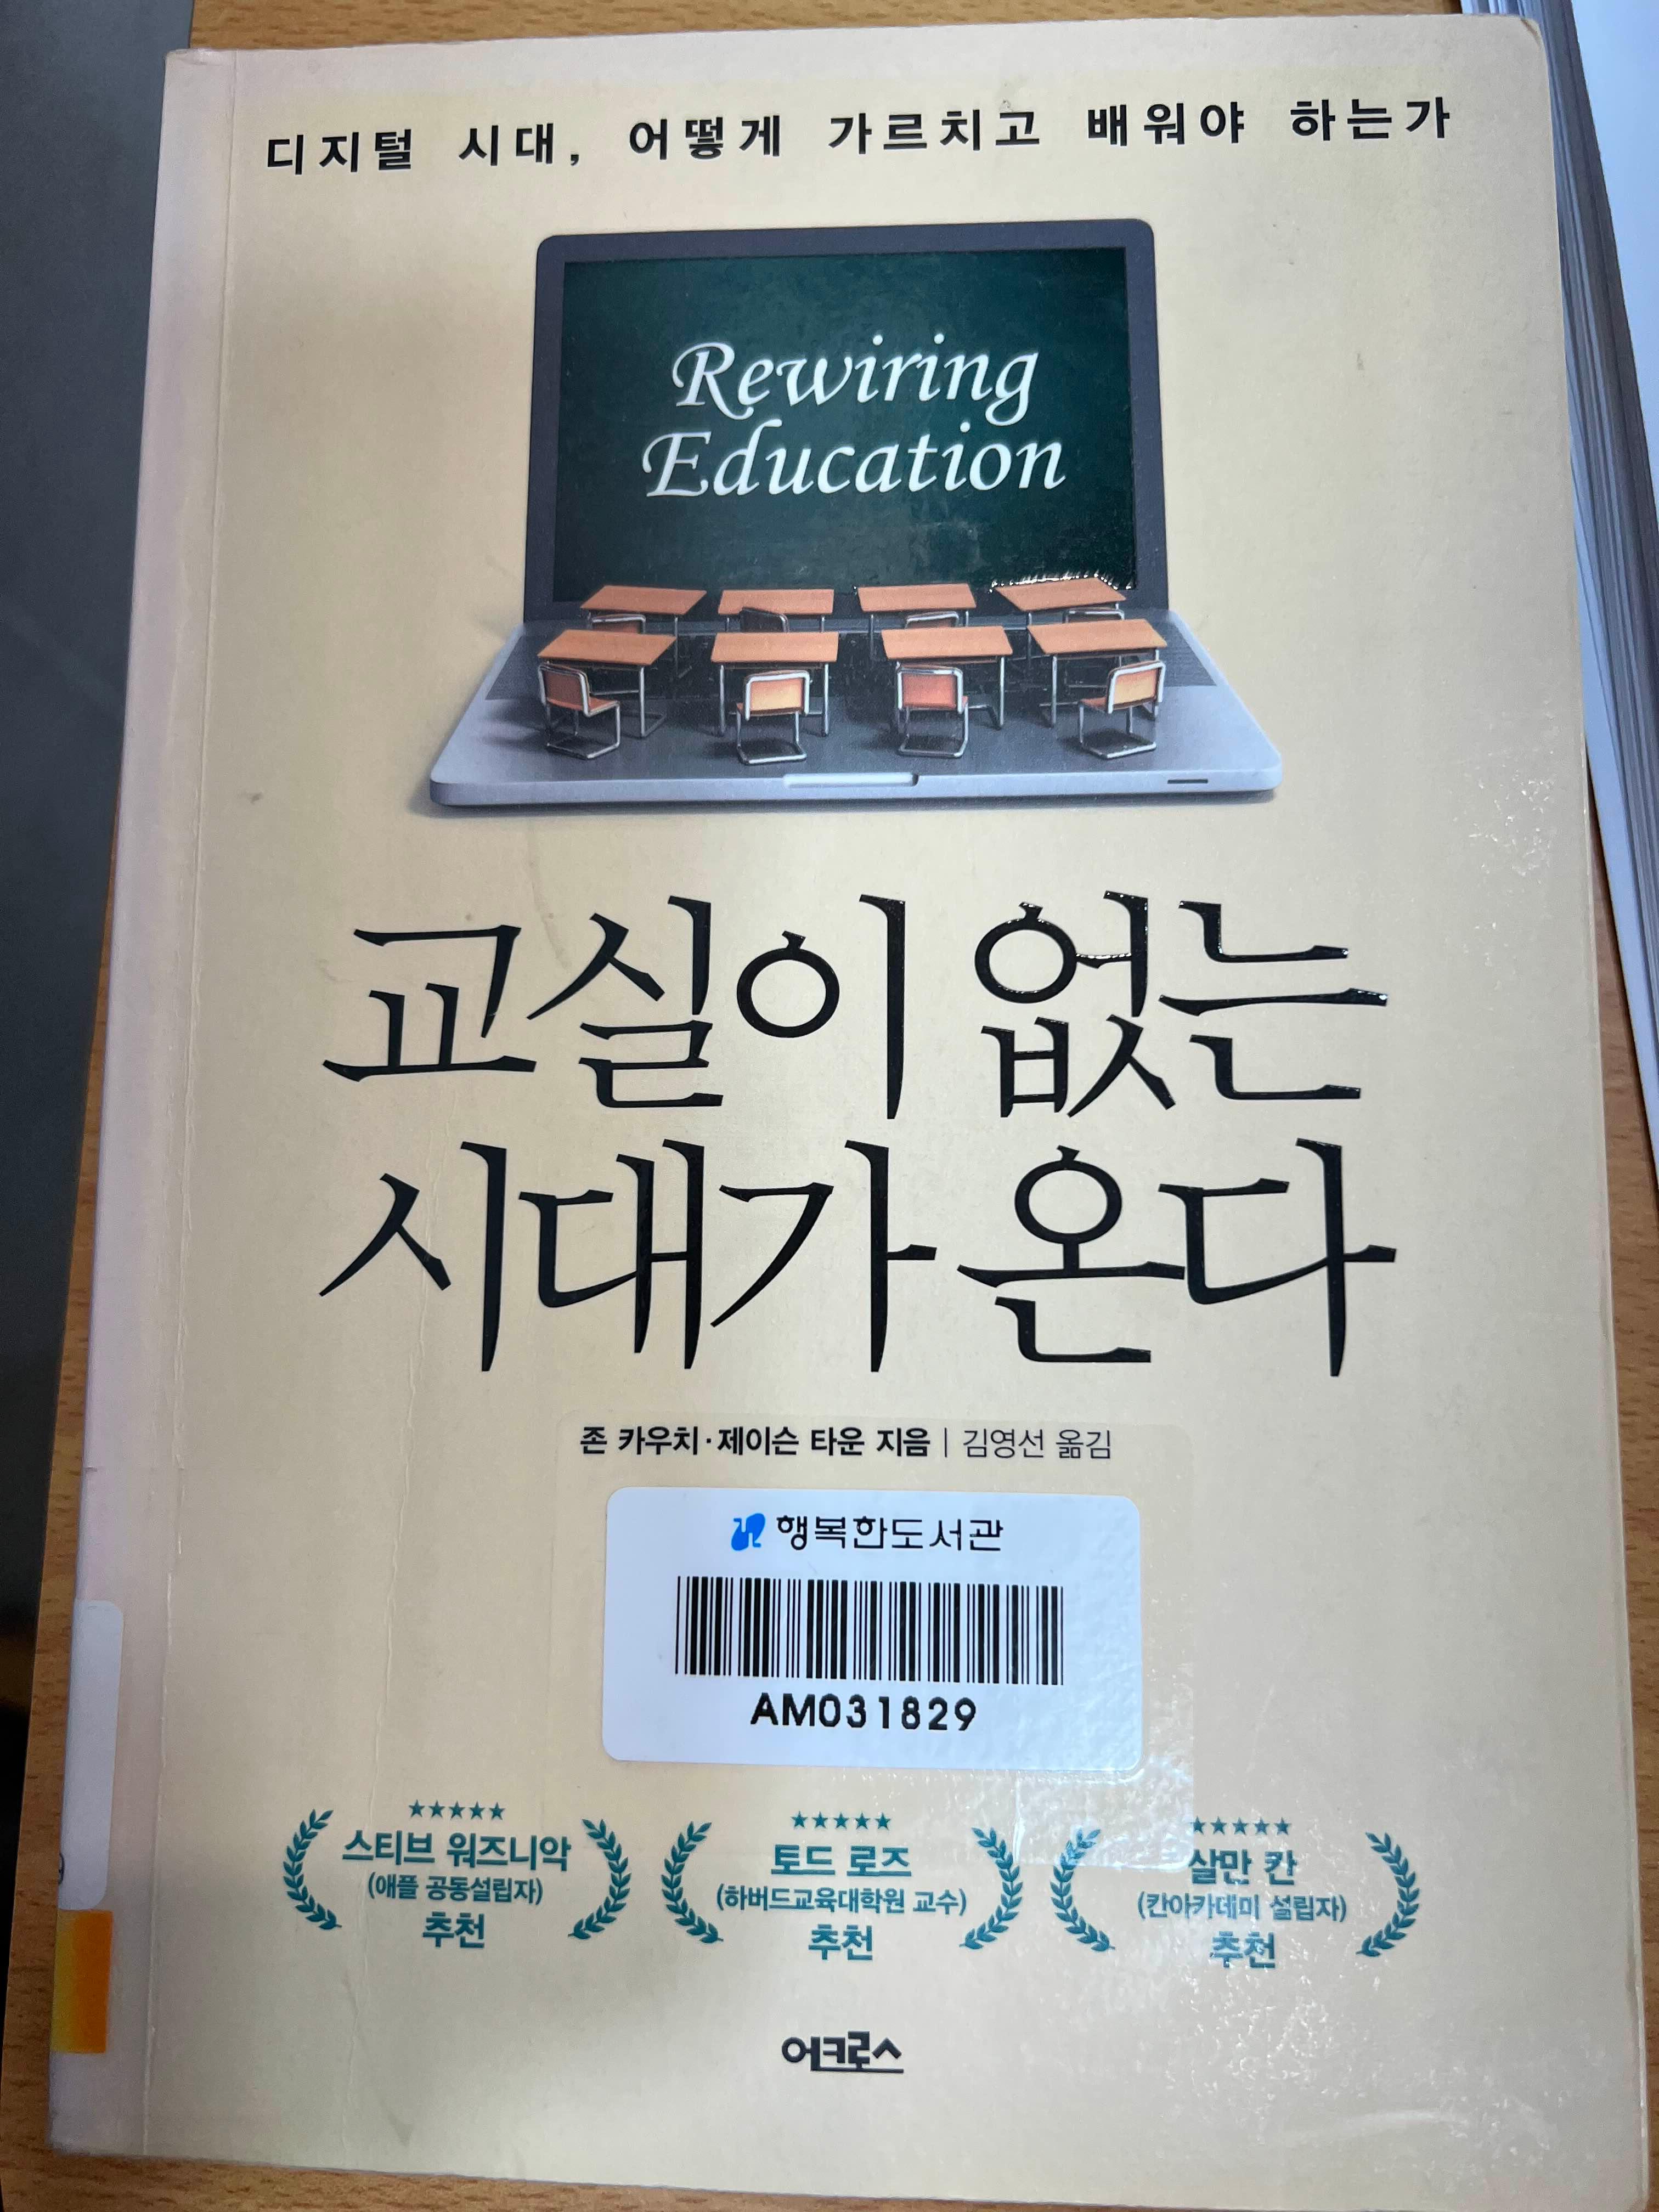 디지털 시대, 어떻게 가르치고 배워야 하는가
Rewiring
Education
교실이 없는
시대가 온다
존 카우치·제이슨 타운 지음 | 김영선 옮김
행복한도서관
AM031829
★★★★★
스티브 워즈니악
(애플 공동설립자)
추천
★★★★★
토드 로즈
(하버드교육대학원 교수)
추천
★★★★★
살만 칸
(칸아카데미 설립자)
추천
어크로스